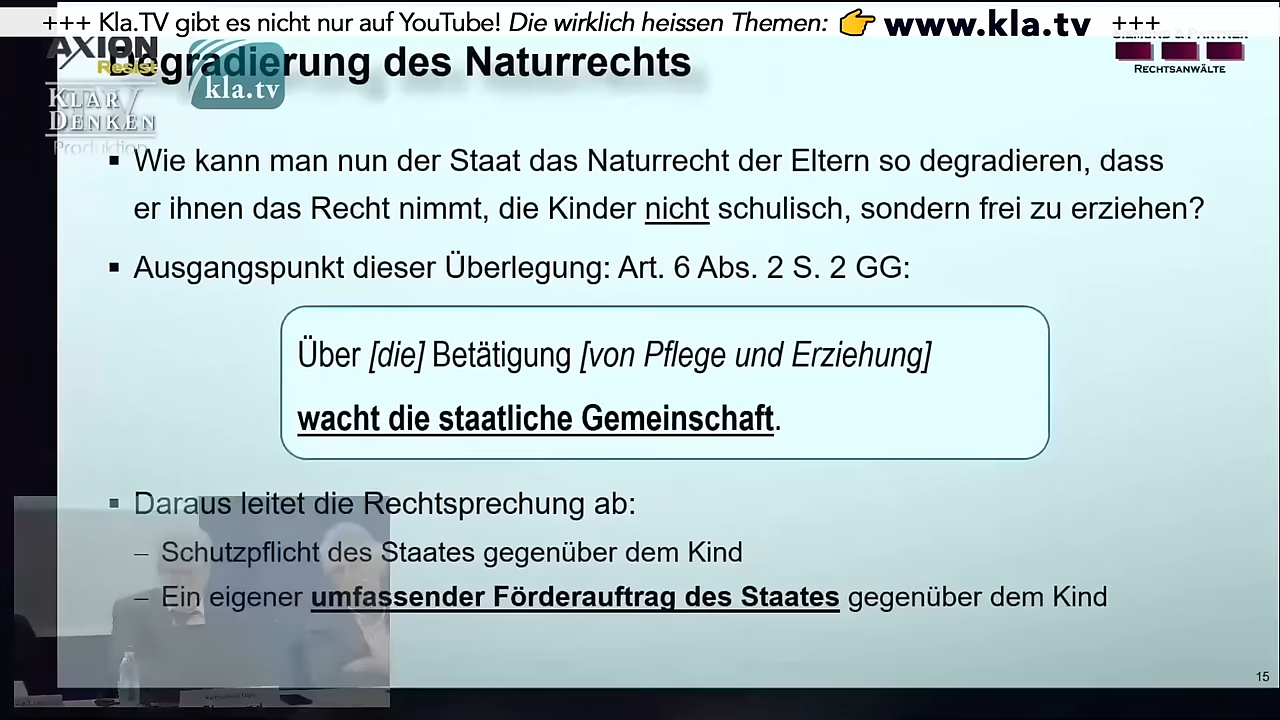 +++ Kla.TV gibt es nicht nur auf YouTube! Die wirklich heissen Themen: 👉 www.kla.tv +++
AXION
Resist
kla.tv
KLAR
DENKEN
TV
Produktion
Degradierung des Naturrechts
RECHTSANWÄLTE
▪ Wie kann man nun der Staat das Naturrecht der Eltern so degradieren, dass
er ihnen das Recht nimmt, die Kinder nicht schulisch, sondern frei zu erziehen?
▪ Ausgangspunkt dieser Überlegung: Art. 6 Abs. 2 S. 2 GG:
Über [die] Betätigung [von Pflege und Erziehung]
wacht die staatliche Gemeinschaft.
▪ Daraus leitet die Rechtsprechung ab:
– Schutzpflicht des Staates gegenüber dem Kind
– Ein eigener umfassender Förderauftrag des Staates gegenüber dem Kind
15